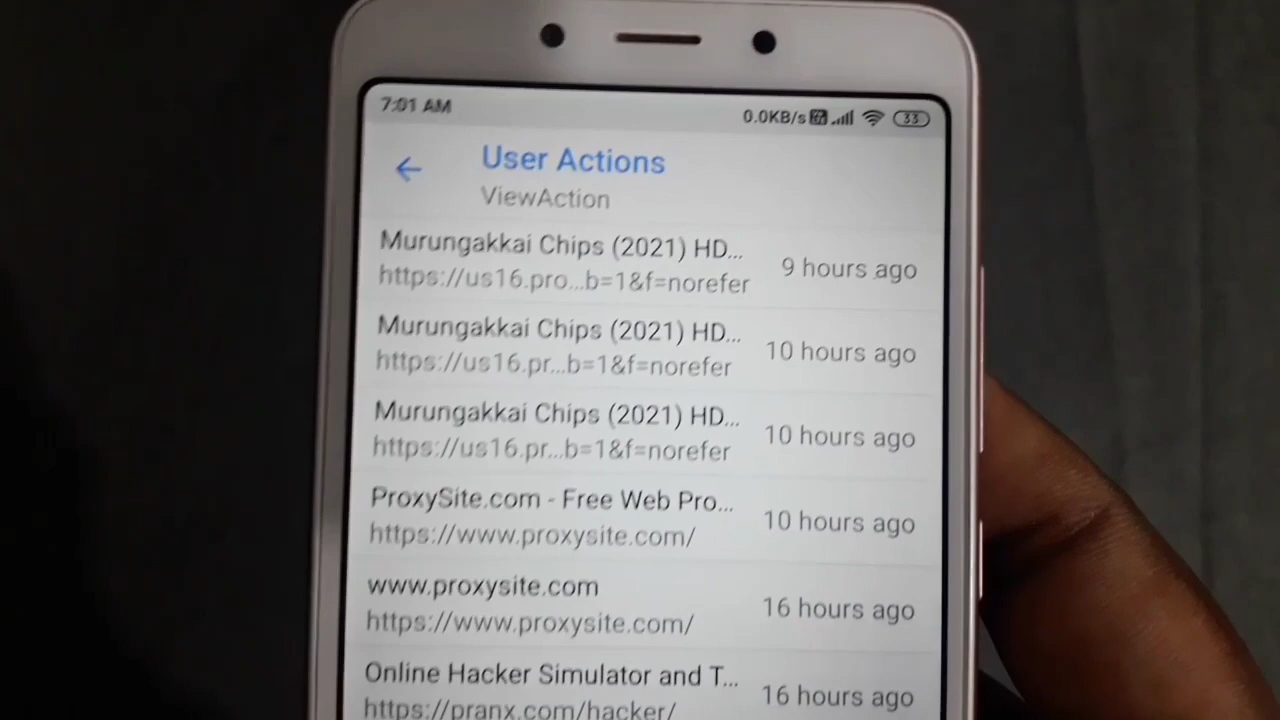 7:01 AM
0.0KB/s 33
User Actions
ViewAction
Murungakkai Chips (2021) HD...
9 hours ago
https://us16.pro...b=1&f=norefer
Murungakkai Chips (2021) HD...
10 hours ago
https://us16.pr...b=1&f=norefer
Murungakkai Chips (2021) HD...
10 hours ago
https://us16.pr...b=1&f=norefer
ProxySite.com - Free Web Pro...
10 hours ago
https://www.proxysite.com/
www.proxysite.com
16 hours ago
https://www.proxysite.com/
Online Hacker Simulator and T...
16 hours ago
https://pranx.com/hacker/